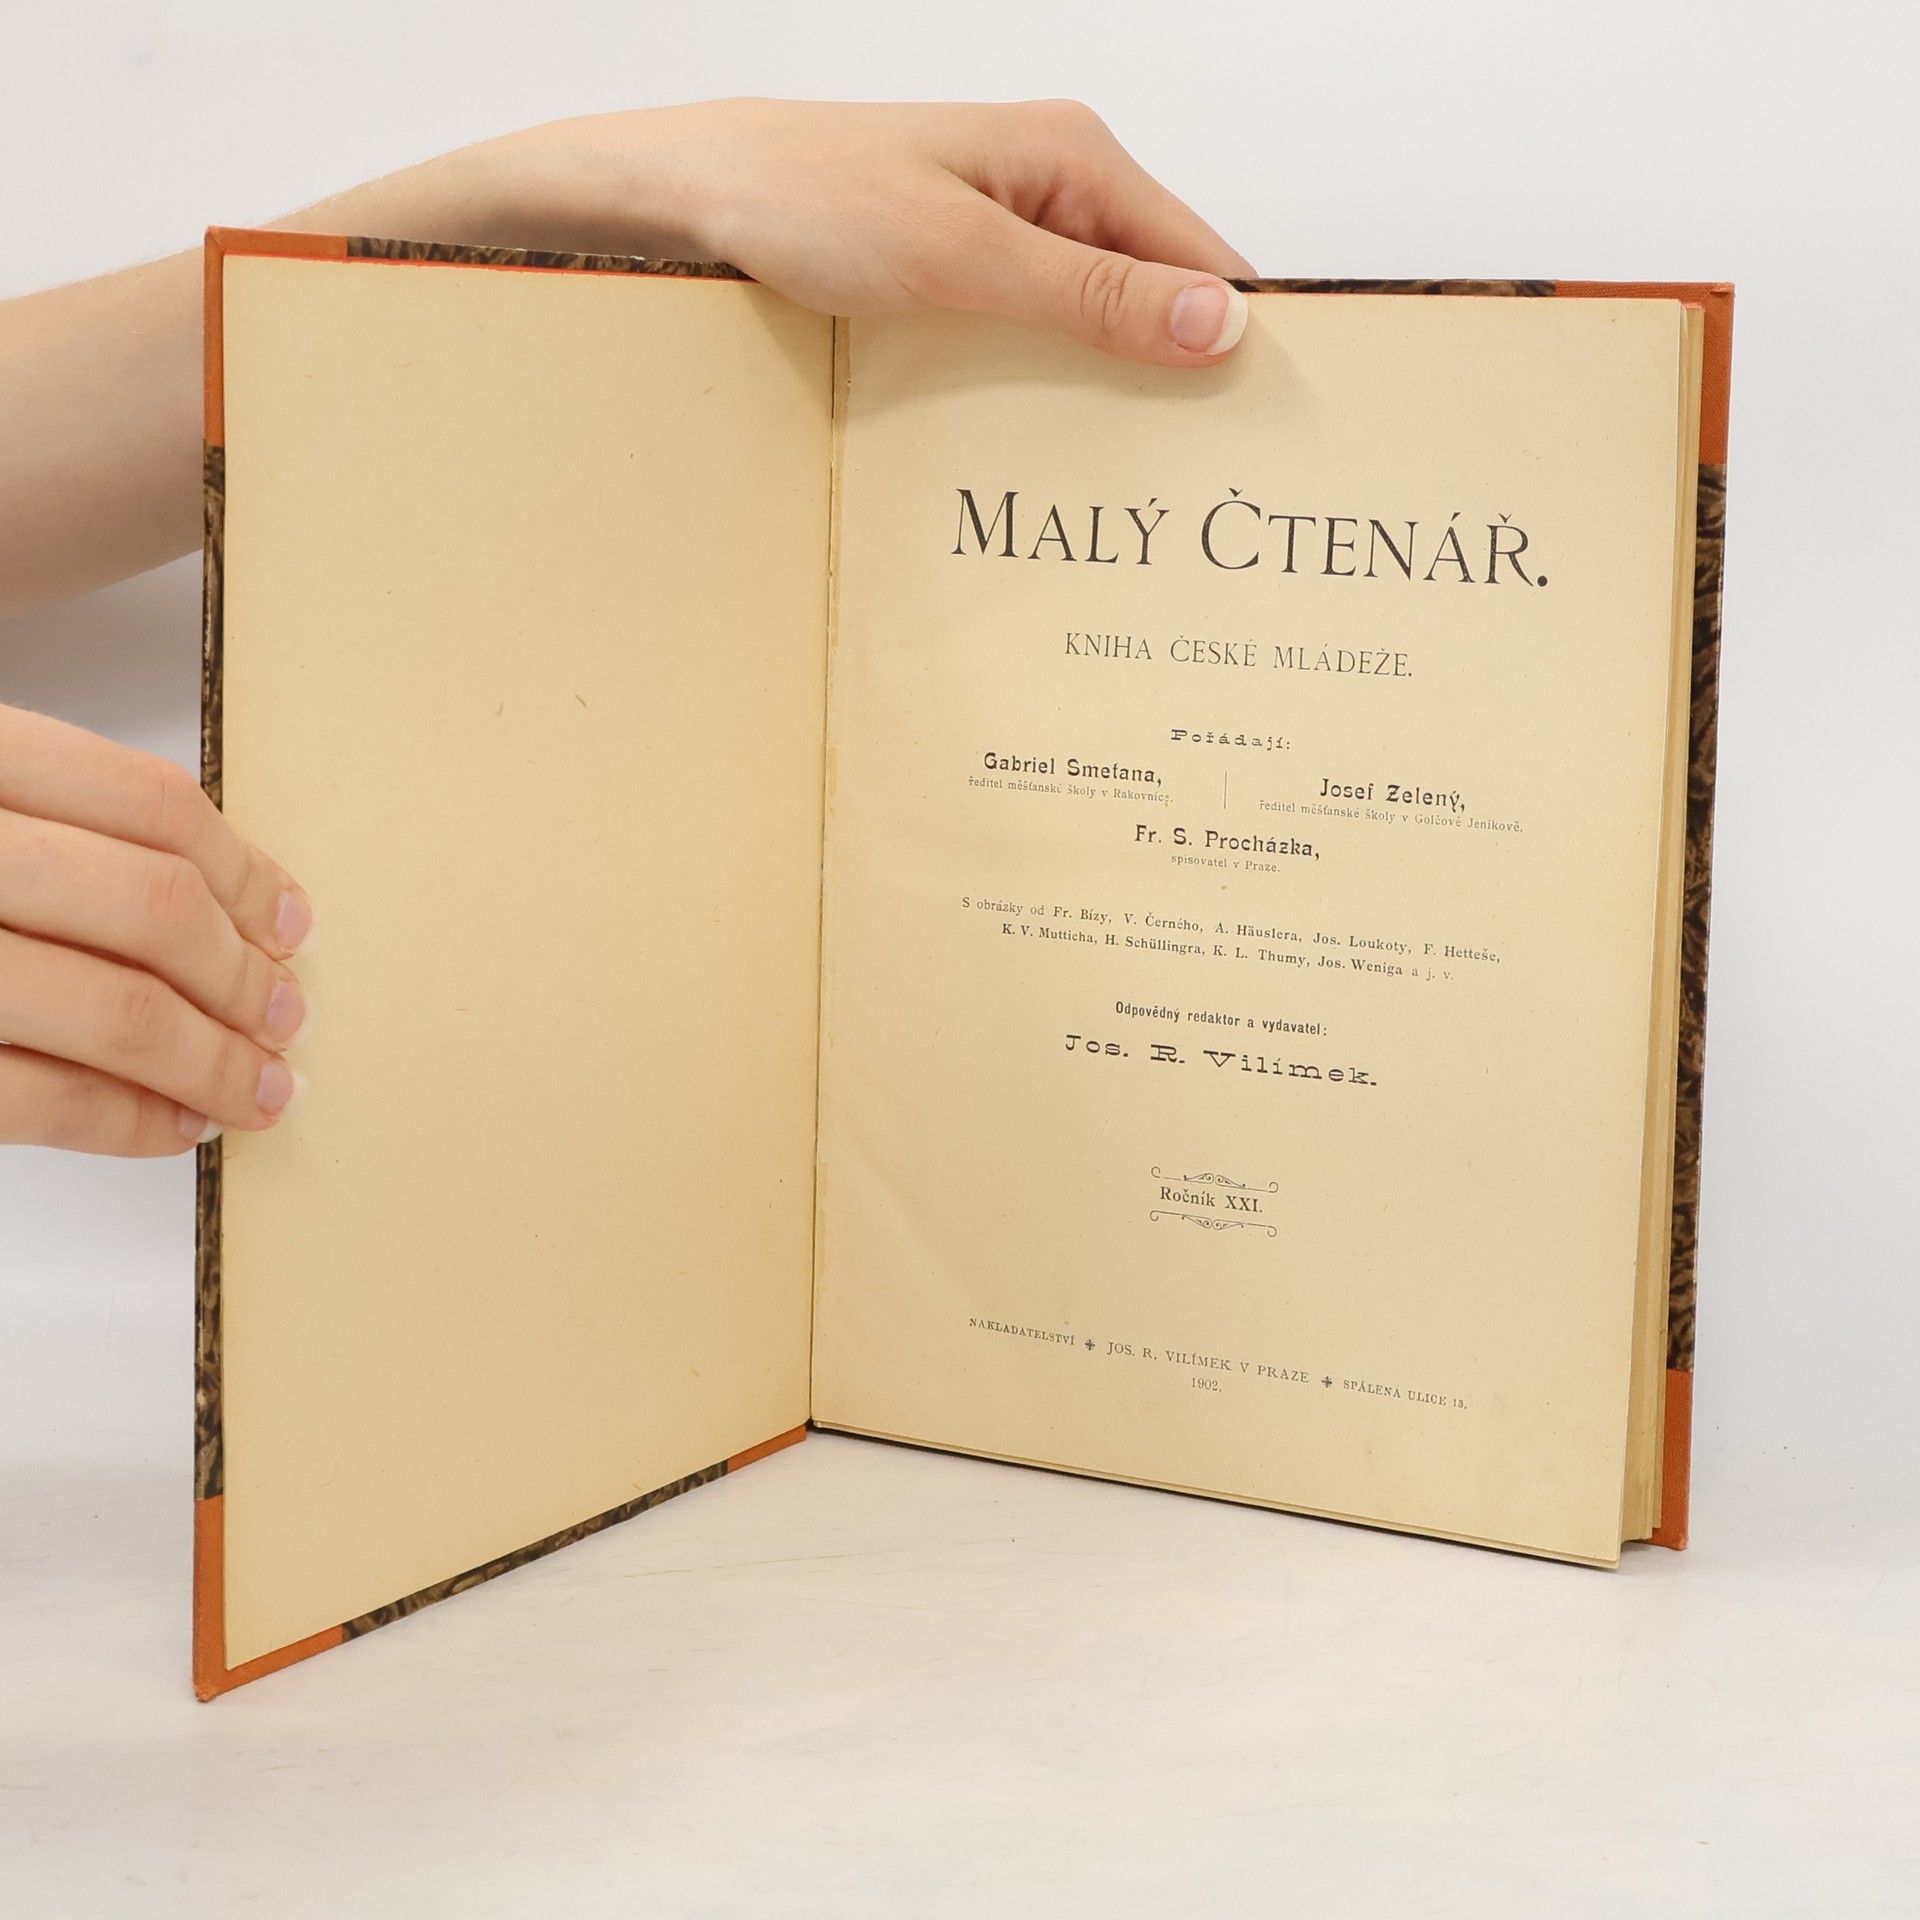 MALÝ ČTENÁŘ.
KNIHA ČESKÉ MLÁDEŽE.
Pořádají:
Gabriel Smetana,
ředitel měšťanské školy v Rakovnice.
Josef Zelený,
ředitel měšťanské školy v Golčově Jeníkově.
Fr. S. Procházka,
spisovatel v Praze.
S obrázky od Fr. Bízy, V. Černého, A. Häuslera, Jos. Loukoty, F. Hetteše,
K. V. Mutticha, H. Schüllingra, K. L. Thumy, Jos. Weniga a j. v.
Odpovědný redaktor a vydavatel:
Jos. R. Vilímek.
Ročník XXI.
NAKLADATELSTVÍ ✤ JOS. R. VILÍMEK V PRAZE ✤ SPÁLENÁ ULICE 13.
1902.